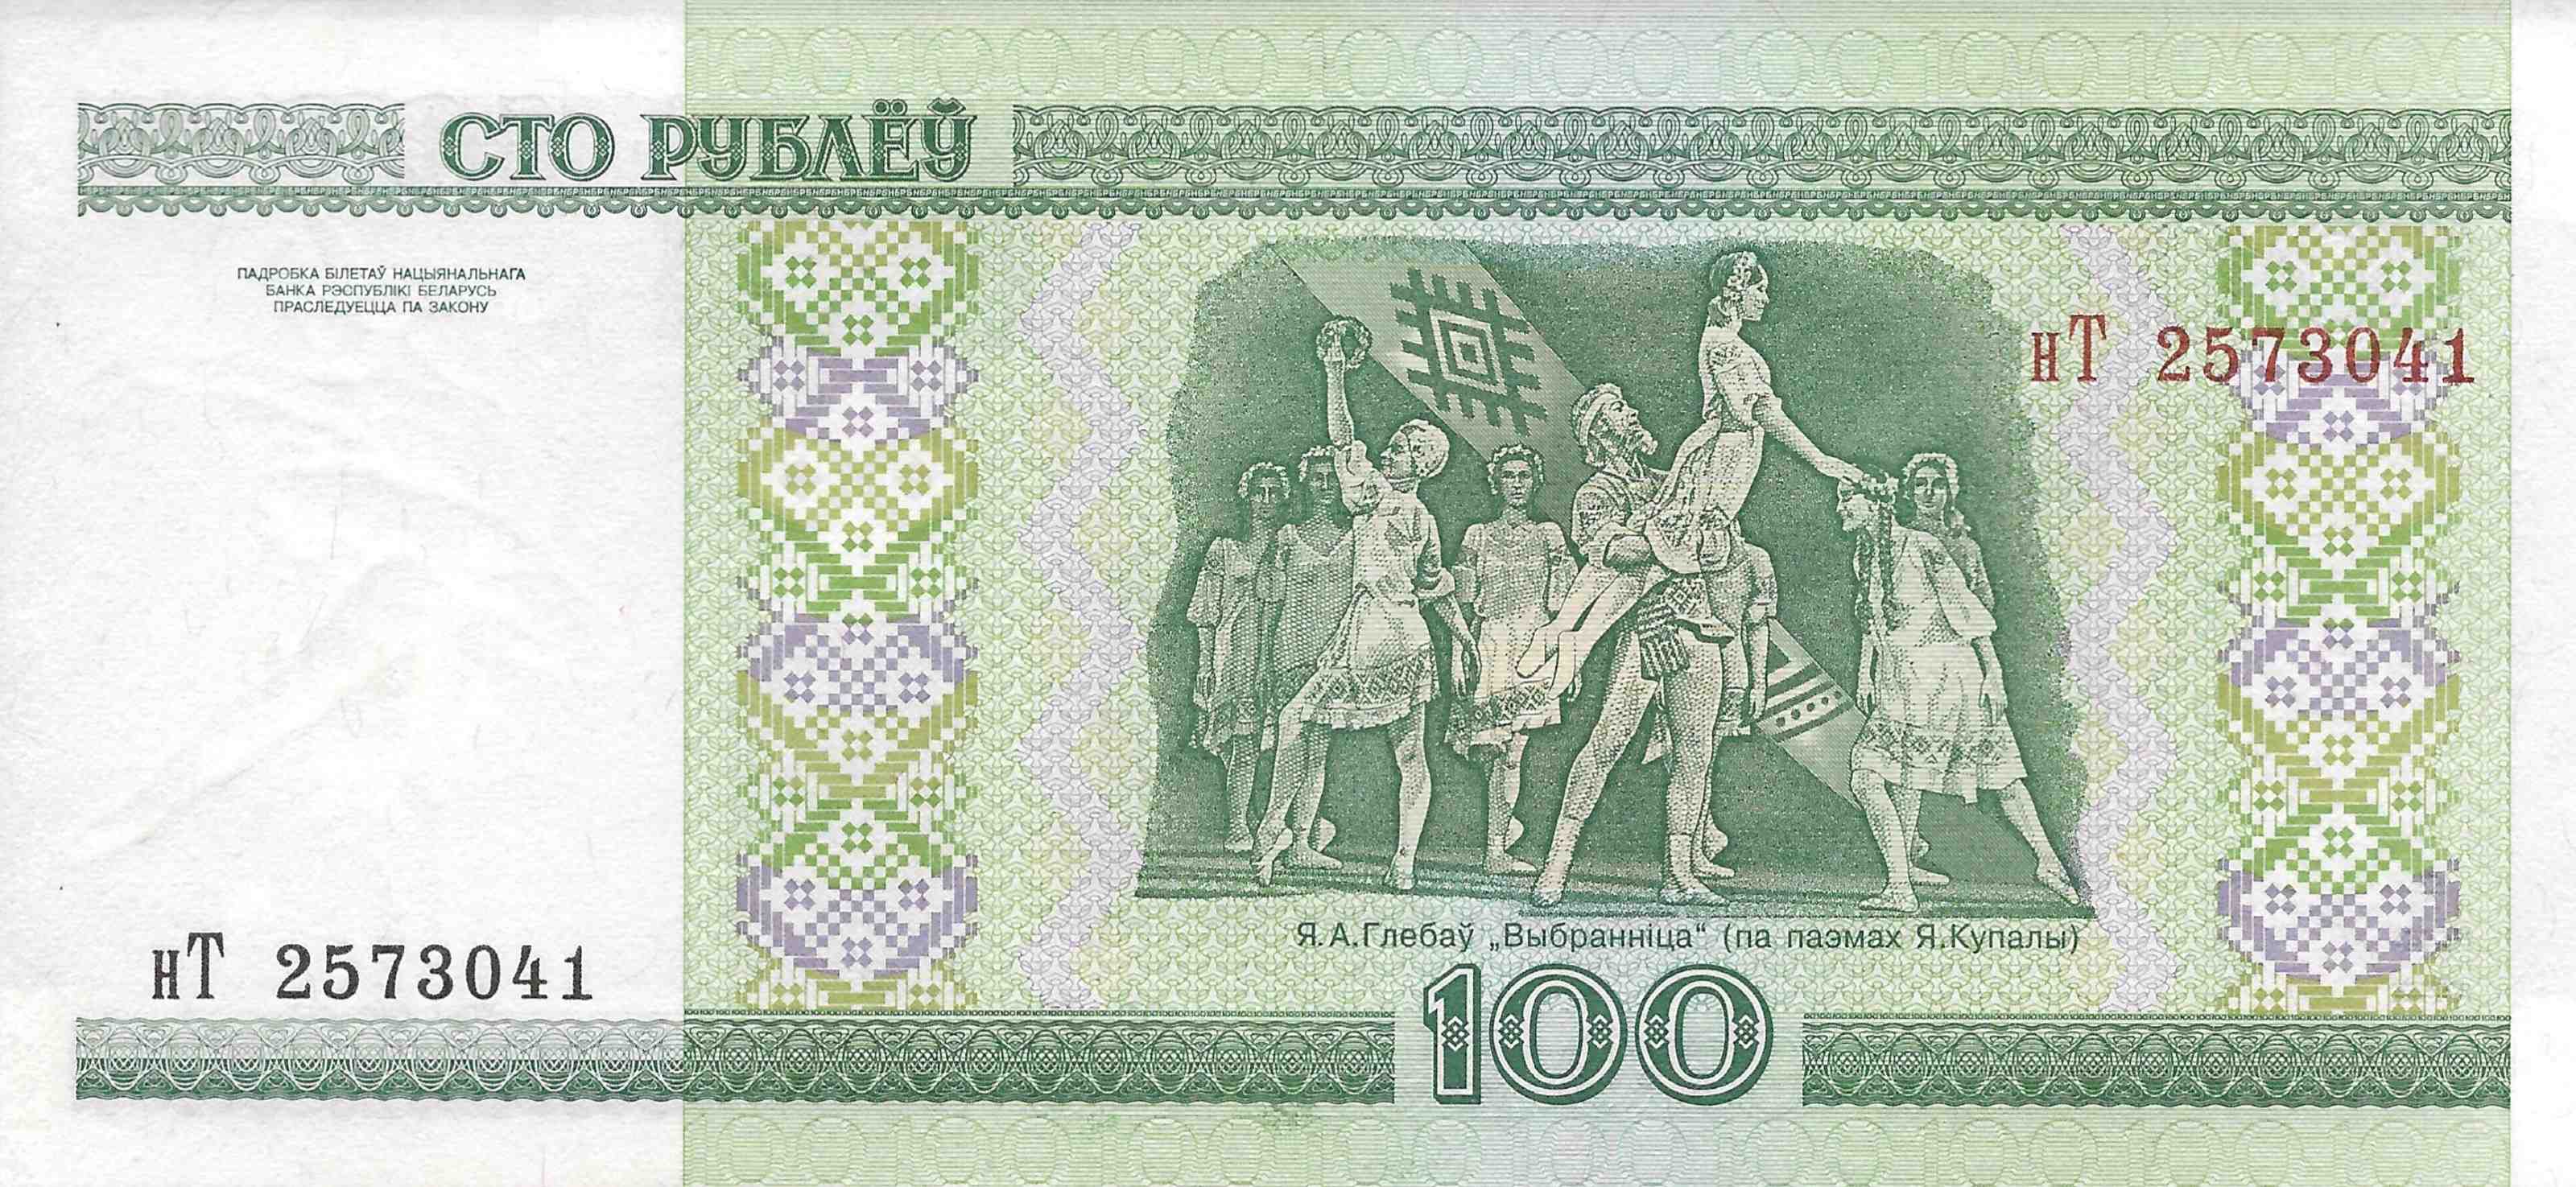 СТО РУБЛЁЎ
ПАДРОБКА БІЛЕТАЎ НАЦЫЯНАЛЬНАГА
БАНКА РЭСПУБЛІКІ БЕЛАРУСЬ
ПРАСЛЕДУЕЦЦА ПА ЗАКОНУ
нТ 2573041
нТ 2573041
Я.А.Глебаў „Выбранніца“ (па паэмах Я.Купалы)
100